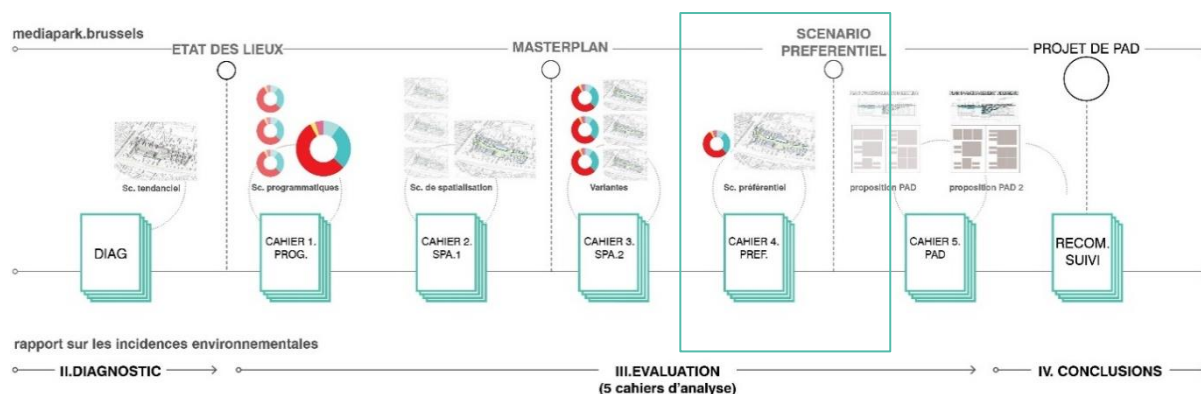 mediapark.brussels
ETAT DES LIEUX
MASTERPLAN
SCENARIO
PREFERENTIEL
PROJET DE PAD
Sc. tendanciel
Sc. programmatiques
Sc. de spatialisation
Variantes
Sc. préférentiel
proposition PAD
proposition PAD 2
DIAG
CAHIER 1.
PROG.
CAHIER 2.
SPA.1
CAHIER 3.
SPA.2
CAHIER 4.
PREF.
CAHIER 5.
PAD
RECOM.
SUIVI
rapport sur les incidences environnementales
II.DIAGNOSTIC
III.EVALUATION
(5 cahiers d'analyse)
IV. CONCLUSIONS